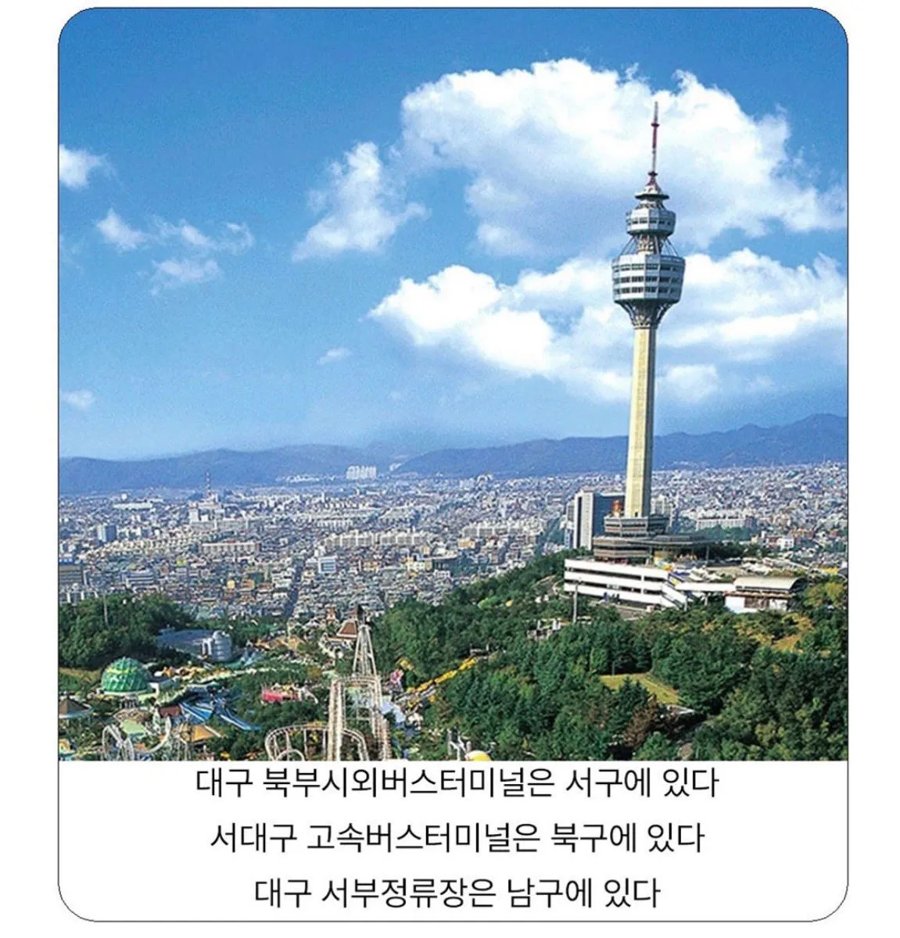 대구 북부시외버스터미널은 서구에 있다
서대구 고속버스터미널은 북구에 있다
대구 서부정류장은 남구에 있다